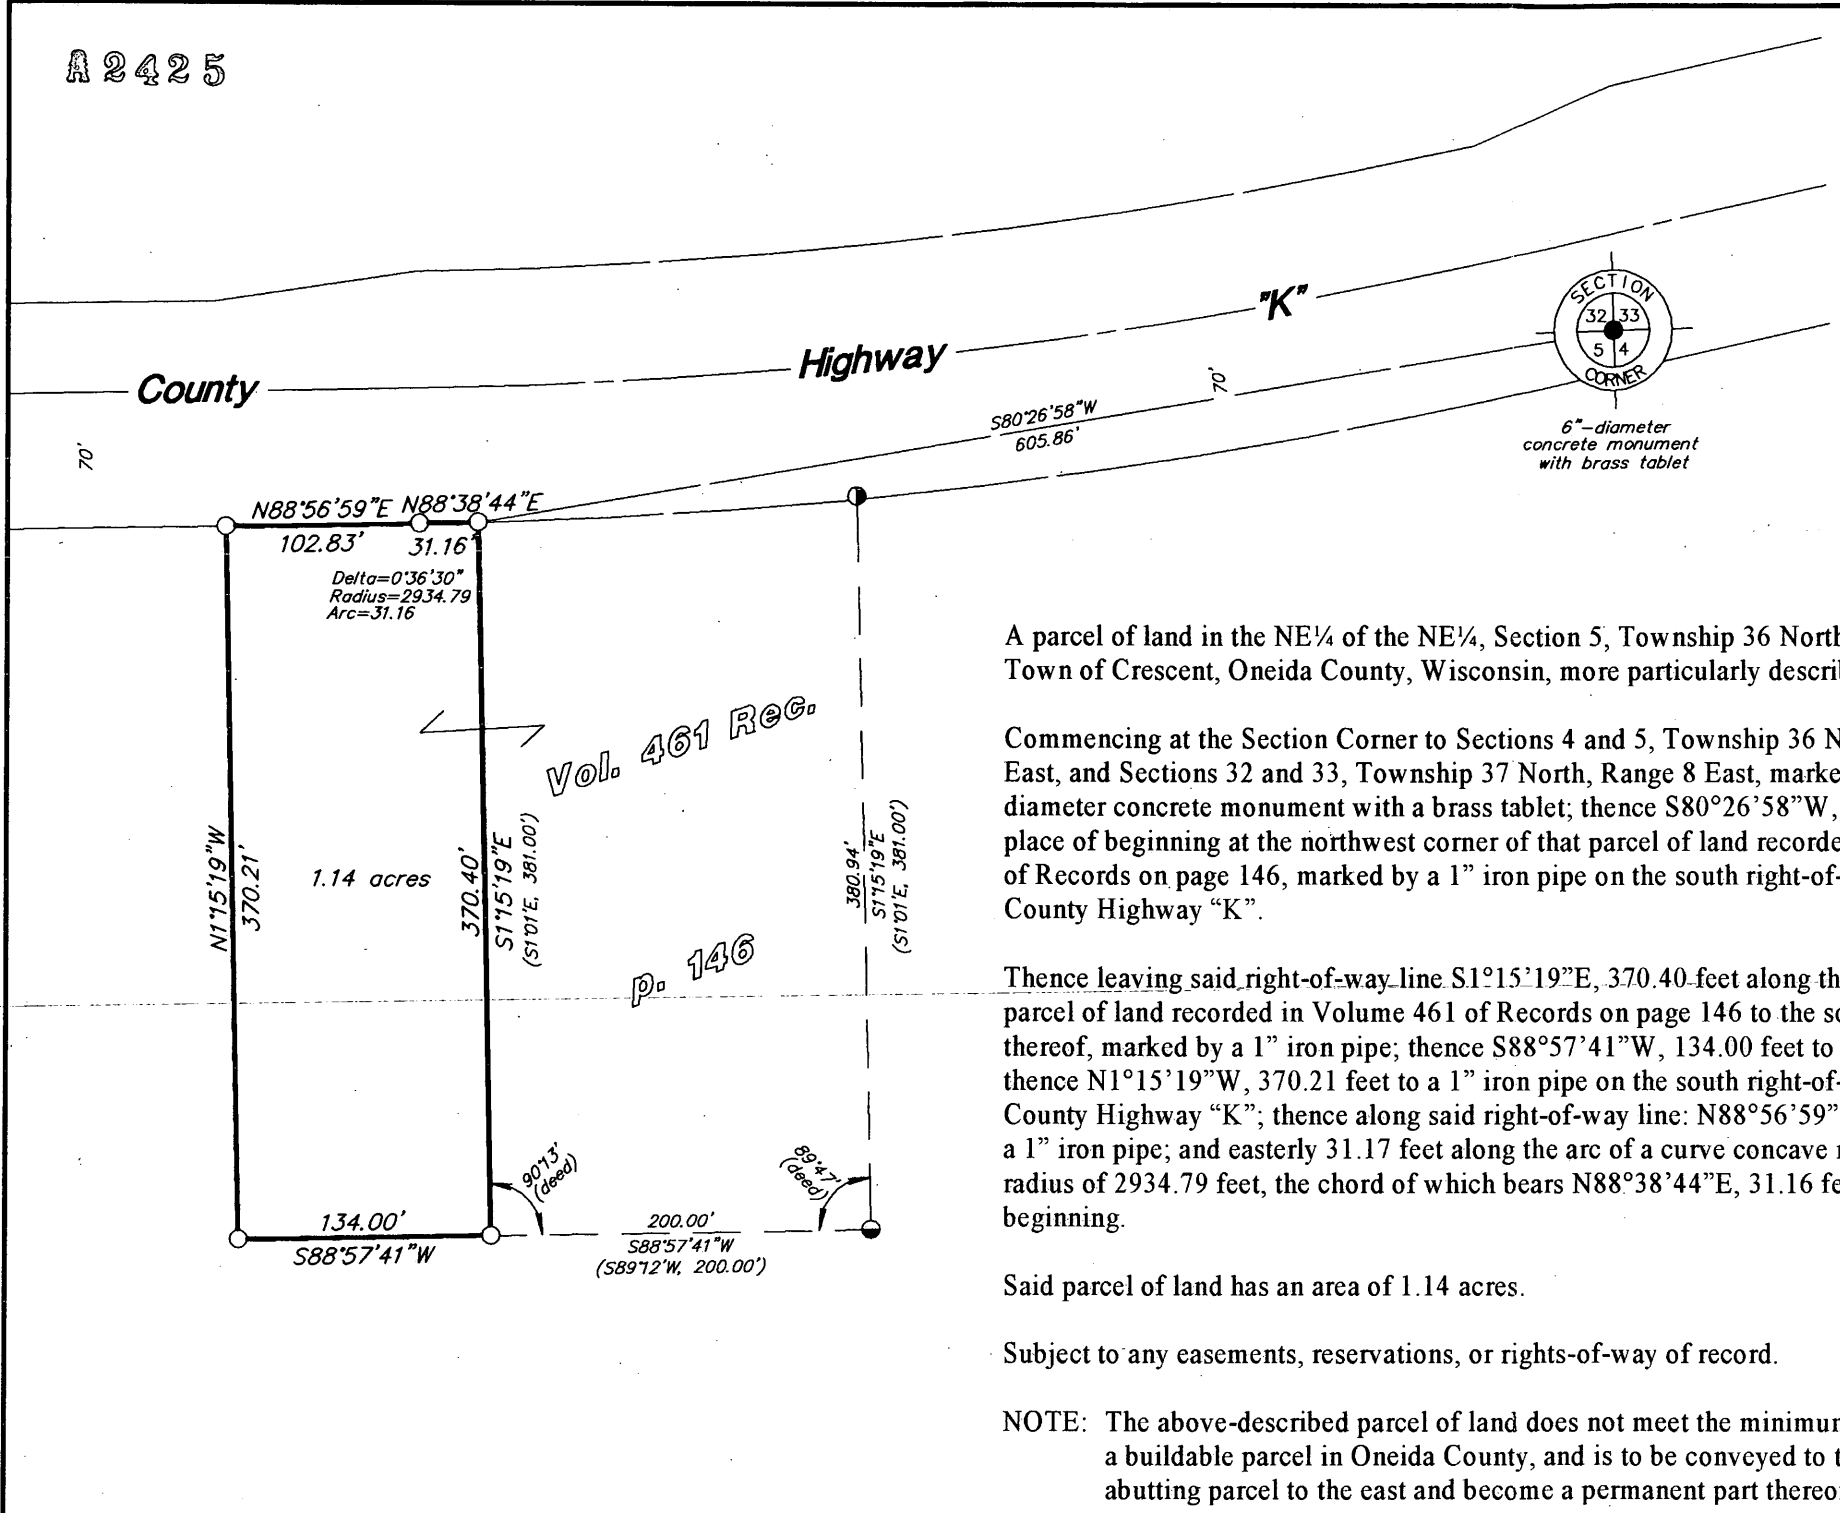 A2425
"K"
Highway
County
SECTION
32 33
5 4
CORNER
6"-diameter
concrete monument
with brass tablet
70'
70'
S80°26'58"W
605.86'
N88°56'59"E N88°38'44"E
102.83' 31.16'
Delta=0°36'30"
Radius=2934.79
Arc=31.16
Vol. 461 Rec.
p. 146
N1°15'19"W
370.21'
1.14 acres
370.40'
S1°15'19"E
(S1°01'E, 381.00')
380.94'
S1°15'19"E
(S1°01'E, 381.00')
90°13'
(deed)
89°47'
(deed)
134.00'
S88°57'41"W
200.00'
S88°57'41"W
(S89°12'W, 200.00')
A parcel of land in the NE¼ of the NE¼, Section 5, Township 36 North
Town of Crescent, Oneida County, Wisconsin, more particularly descri
Commencing at the Section Corner to Sections 4 and 5, Township 36 N
East, and Sections 32 and 33, Township 37 North, Range 8 East, marke
diameter concrete monument with a brass tablet; thence S80°26'58"W,
place of beginning at the northwest corner of that parcel of land recorde
of Records on page 146, marked by a 1" iron pipe on the south right-of-
County Highway "K".
Thence leaving said right-of-way line S1°15'19"E, 370.40 feet along th
parcel of land recorded in Volume 461 of Records on page 146 to the so
thereof, marked by a 1" iron pipe; thence S88°57'41"W, 134.00 feet to
thence N1°15'19"W, 370.21 feet to a 1" iron pipe on the south right-of-
County Highway "K"; thence along said right-of-way line: N88°56'59"
a 1" iron pipe; and easterly 31.17 feet along the arc of a curve concave
radius of 2934.79 feet, the chord of which bears N88°38'44"E, 31.16 fe
beginning.
Said parcel of land has an area of 1.14 acres.
Subject to any easements, reservations, or rights-of-way of record.
NOTE: The above-described parcel of land does not meet the minimu
a buildable parcel in Oneida County, and is to be conveyed to t
abutting parcel to the east and become a permanent part thereo